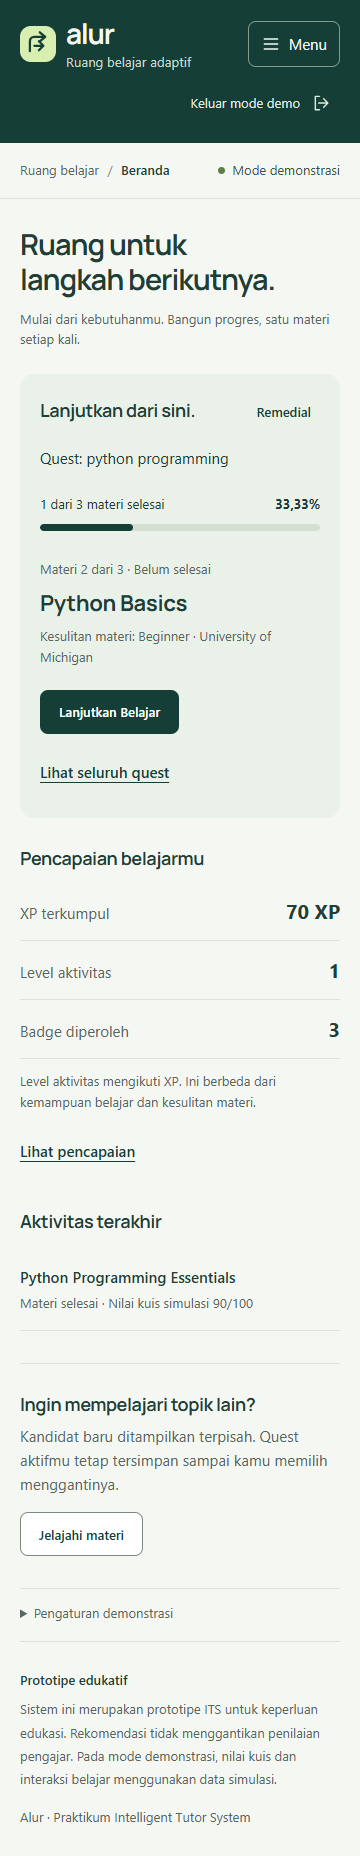 alur
Ruang belajar adaptif
Menu
Keluar mode demo
Ruang belajar / Beranda
Mode demonstrasi
Ruang untuk
langkah berikutnya.
Mulai dari kebutuhanmu. Bangun progres, satu materi
setiap kali.
Lanjutkan dari sini.
Remedial
Quest: python programming
1 dari 3 materi selesai
33,33%
Materi 2 dari 3 · Belum selesai
Python Basics
Kesulitan materi: Beginner · University of
Michigan
Lanjutkan Belajar
Lihat seluruh quest
Pencapaian belajarmu
XP terkumpul
70 XP
Level aktivitas
1
Badge diperoleh
3
Level aktivitas mengikuti XP. Ini berbeda dari
kemampuan belajar dan kesulitan materi.
Lihat pencapaian
Aktivitas terakhir
Python Programming Essentials
Materi selesai · Nilai kuis simulasi 90/100
Ingin mempelajari topik lain?
Kandidat baru ditampilkan terpisah. Quest
aktifmu tetap tersimpan sampai kamu memilih
menggantinya.
Jelajahi materi
Pengaturan demonstrasi
Prototipe edukatif
Sistem ini merupakan prototipe ITS untuk keperluan
edukasi. Rekomendasi tidak menggantikan penilaian
pengajar. Pada mode demonstrasi, nilai kuis dan
interaksi belajar menggunakan data simulasi.
Alur · Praktikum Intelligent Tutor System